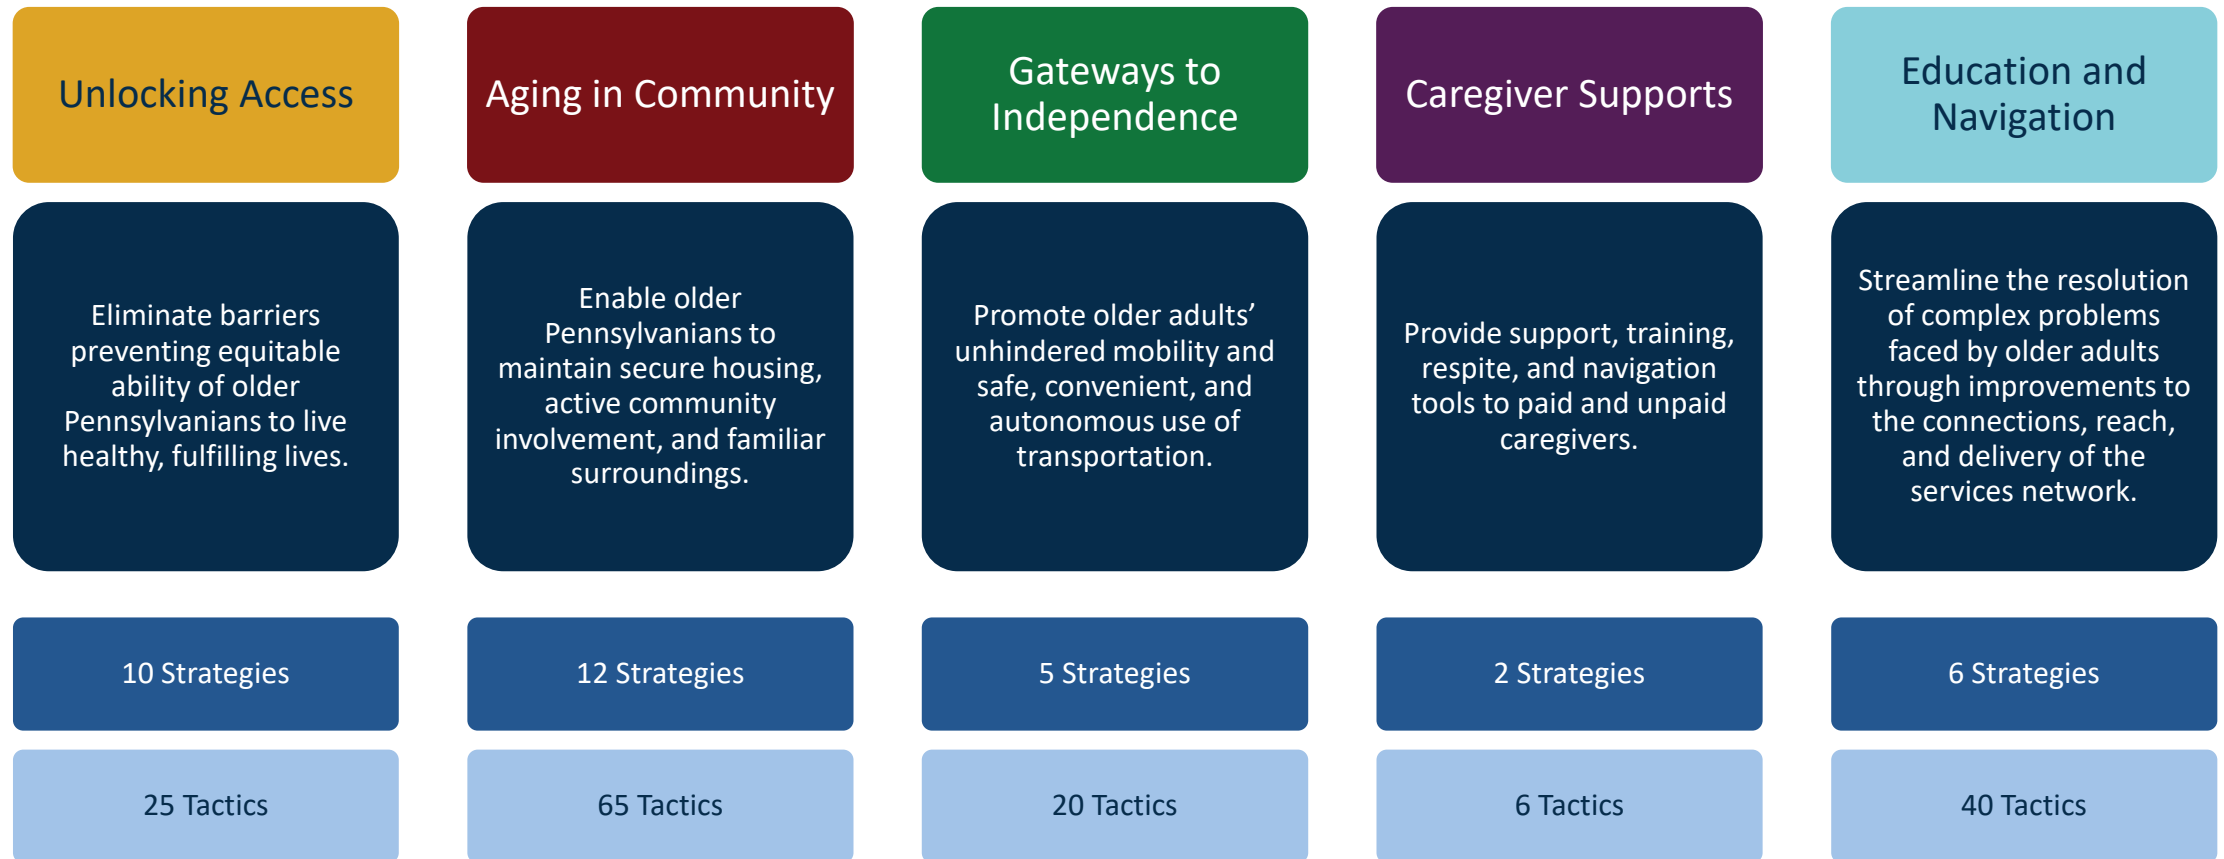 Unlocking Access
Aging in Community
Gateways to
Independence
Caregiver Supports
Education and
Navigation
Eliminate barriers
preventing equitable
ability of older
Pennsylvanians to live
healthy, fulfilling lives.
Enable older
Pennsylvanians to
maintain secure housing,
active community
involvement, and familiar
surroundings.
Promote older adults’
unhindered mobility and
safe, convenient, and
autonomous use of
transportation.
Provide support, training,
respite, and navigation
tools to paid and unpaid
caregivers.
Streamline the resolution
of complex problems
faced by older adults
through improvements to
the connections, reach,
and delivery of the
services network.
10 Strategies
12 Strategies
5 Strategies
2 Strategies
6 Strategies
25 Tactics
65 Tactics
20 Tactics
6 Tactics
40 Tactics